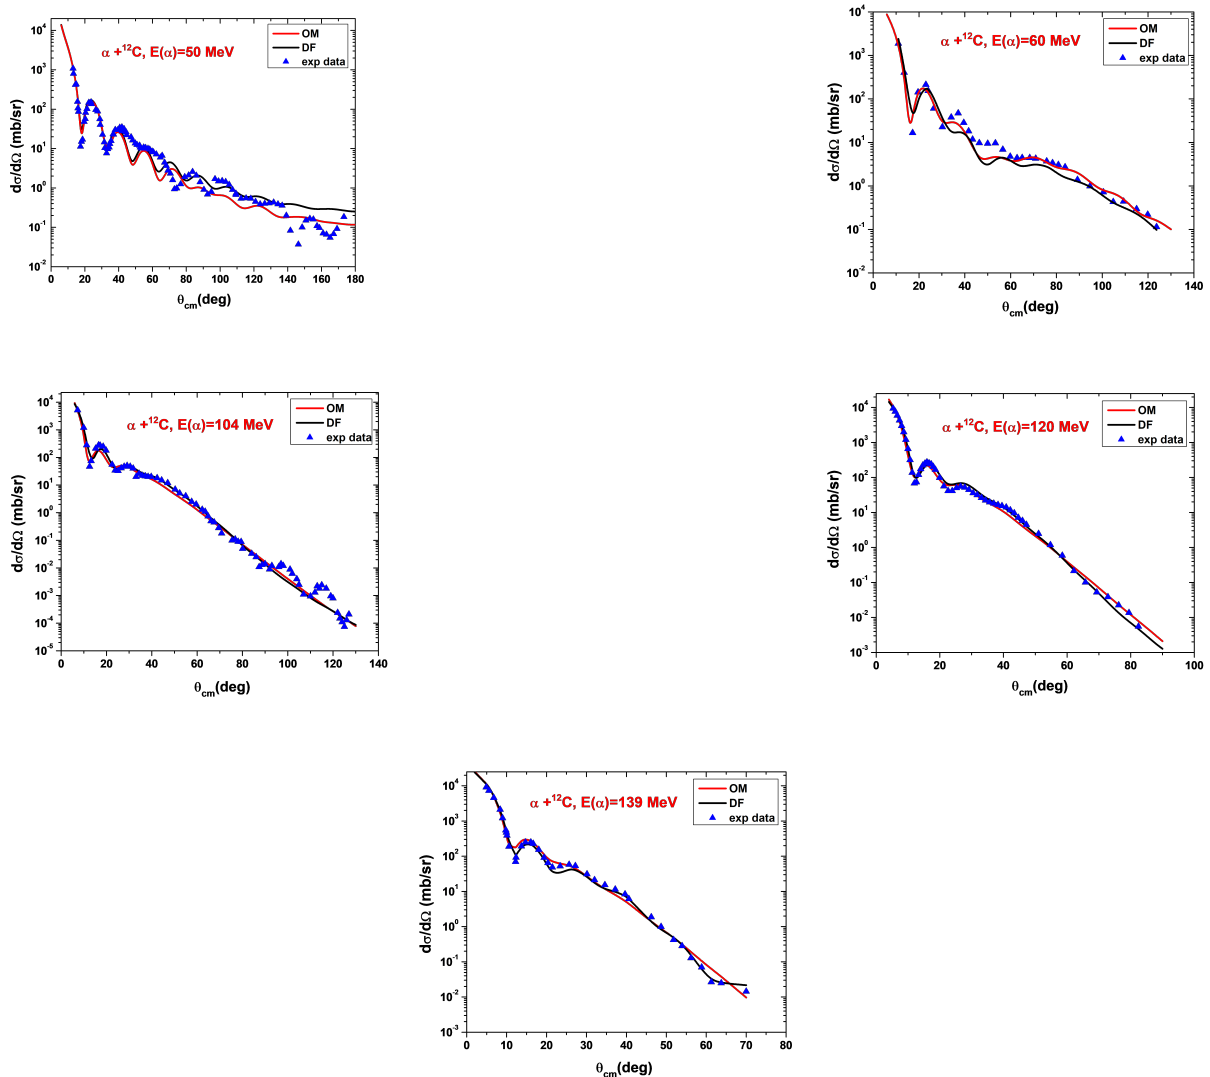 α +¹²C, E(α)=50 MeV
OM
DF
exp data
10⁴
10³
10²
10¹
10⁰
10⁻¹
10⁻²
dσ/dΩ (mb/sr)
0 20 40 60 80 100 120 140 160 180
θcm(deg)
α +¹²C, E(α)=60 MeV
OM
DF
exp data
10⁴
10³
10²
10¹
10⁰
10⁻¹
10⁻²
dσ/dΩ (mb/sr)
0 20 40 60 80 100 120 140
θcm(deg)
α +¹²C, E(α)=104 MeV
OM
DF
exp data
10⁴
10³
10²
10¹
10⁰
10⁻¹
10⁻²
10⁻³
10⁻⁴
10⁻⁵
dσ/dΩ (mb/sr)
0 20 40 60 80 100 120 140
θcm(deg)
α +¹²C, E(α)=120 MeV
OM
DF
exp data
10⁴
10³
10²
10¹
10⁰
10⁻¹
10⁻²
10⁻³
dσ/dΩ (mb/sr)
0 20 40 60 80 100
θcm(deg)
α +¹²C, E(α)=139 MeV
OM
DF
exp data
10⁴
10³
10²
10¹
10⁰
10⁻¹
10⁻²
10⁻³
dσ/dΩ (mb/sr)
0 10 20 30 40 50 60 70 80
θcm(deg)